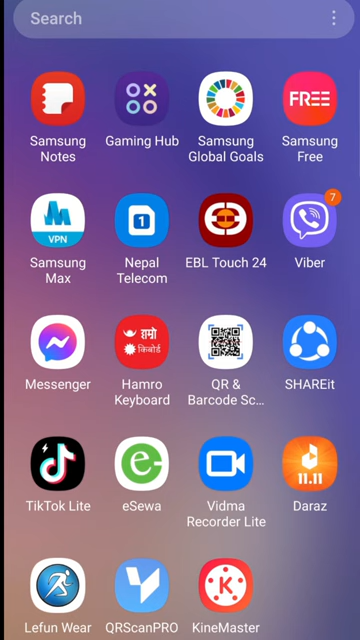 Search
Samsung Notes
Gaming Hub
Samsung Global Goals
FREE
Samsung Free
VPN
Samsung Max
1
Nepal Telecom
EBL Touch 24
7
Viber
Messenger
हाम्रो
किबोर्ड
Hamro Keyboard
QR & Barcode Sc...
SHAREit
TikTok Lite
e
eSewa
Vidma Recorder Lite
11.11
Daraz
Lefun Wear
QRScanPRO
K
KineMaster